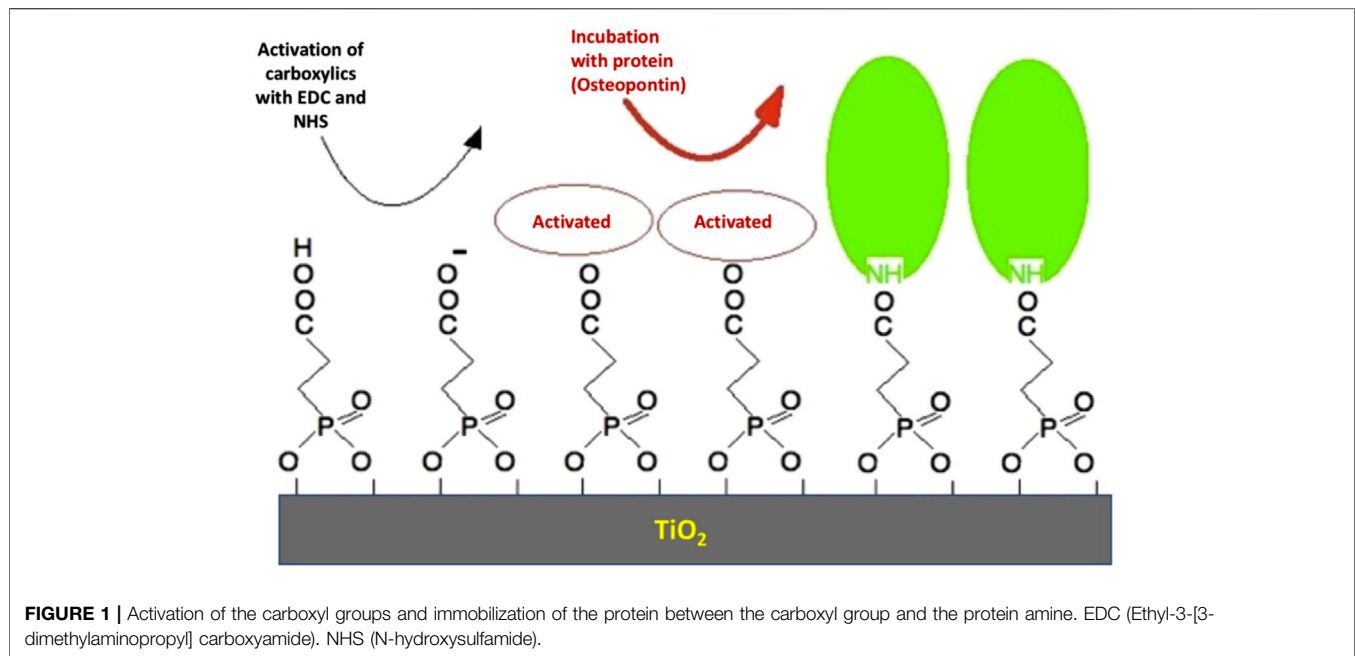 Activation of
carboxylics
with EDC and
NHS
Incubation
with protein
(Osteopontin)
Activated
Activated
H
O
O
C
O
P
O
O
-
O
O
C
O
P
O
O
O
O
C
O
P
O
O
O
O
C
O
P
O
O
NH
O
C
O
P
O
O
NH
O
C
O
P
O
O
TiO2
FIGURE 1 | Activation of the carboxyl groups and immobilization of the protein between the carboxyl group and the protein amine. EDC (Ethyl-3-[3-
dimethylaminopropyl] carboxyamide). NHS (N-hydroxysulfamide).